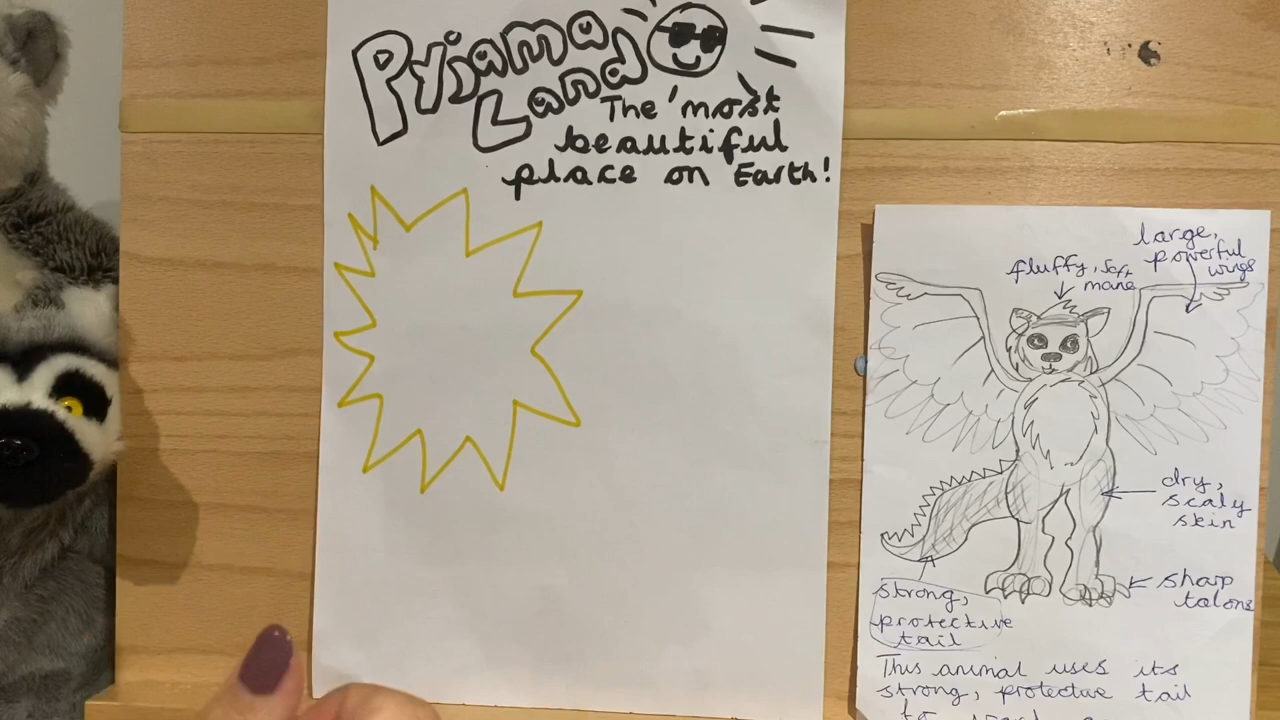 Pyjama
Land
The most
beautiful
place on Earth!
large,
powerful
wings
fluffy, soft
mane
dry,
scaly
skin
sharp
talons
strong,
protective
tail
This animal uses its
strong, protective tail
to